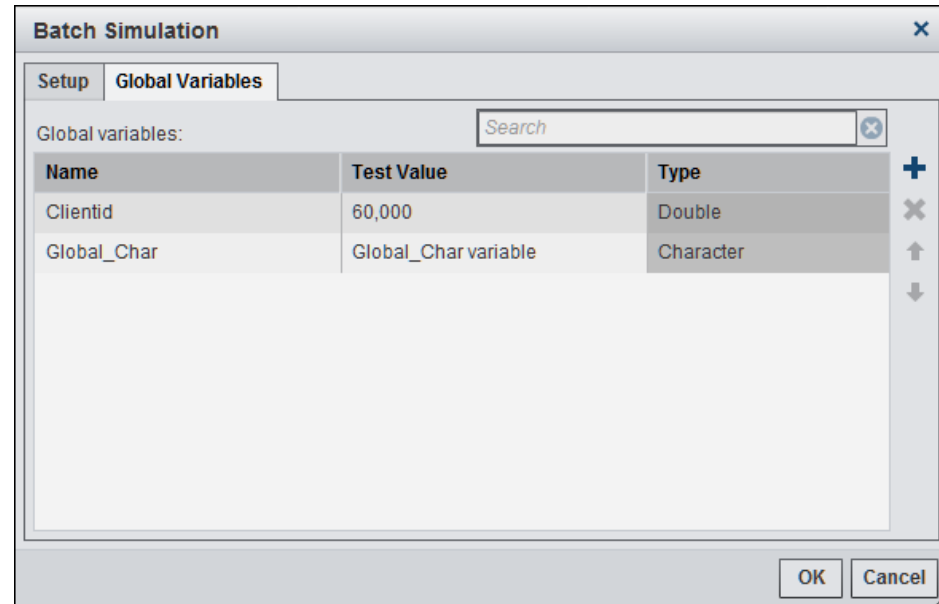 Batch Simulation
Setup Global Variables
Global variables: Search
Name Test Value Type
Clientid 60,000 Double
Global_Char Global_Char variable Character
OK Cancel